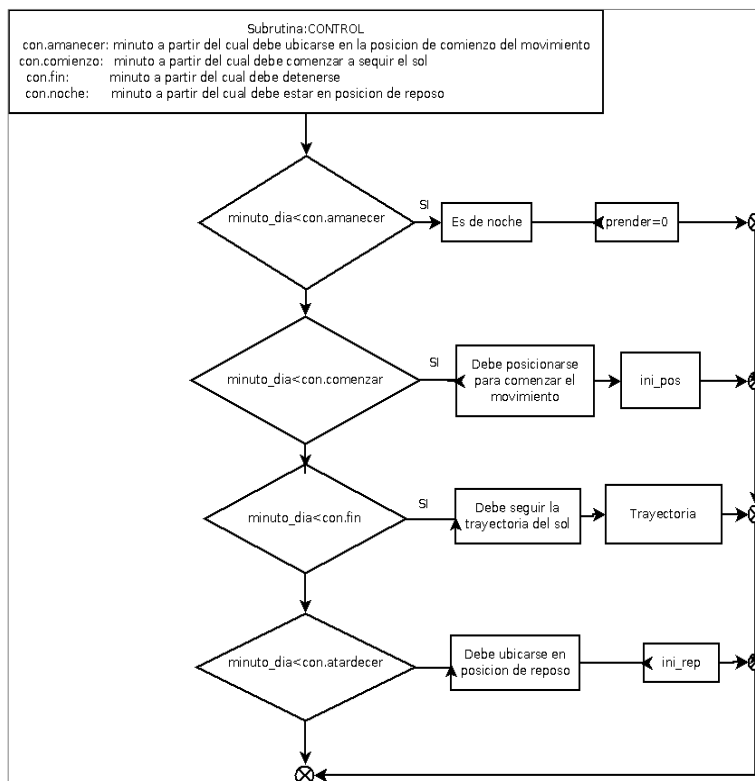 Subrutina:CONTROL
con.amanecer: minuto a partir del cual debe ubicarse en la posicion de comienzo del movimiento
con.comienzo: minuto a partir del cual debe comenzar a sequir el sol
con.fin: minuto a partir del cual debe detenerse
con.noche: minuto a partir del cual debe estar en posicion de reposo
minuto_dia<con.amanecer
SI
Es de noche
prender=0
minuto_dia<con.comenzar
SI
Debe posicionarse
para comenzar el
movimiento
ini_pos
minuto_dia<con.fin
SI
Debe seguir la
trayectoria del sol
Trayectoria
minuto_dia<con.atardecer
Debe ubicarse en
posicion de reposo
ini_rep